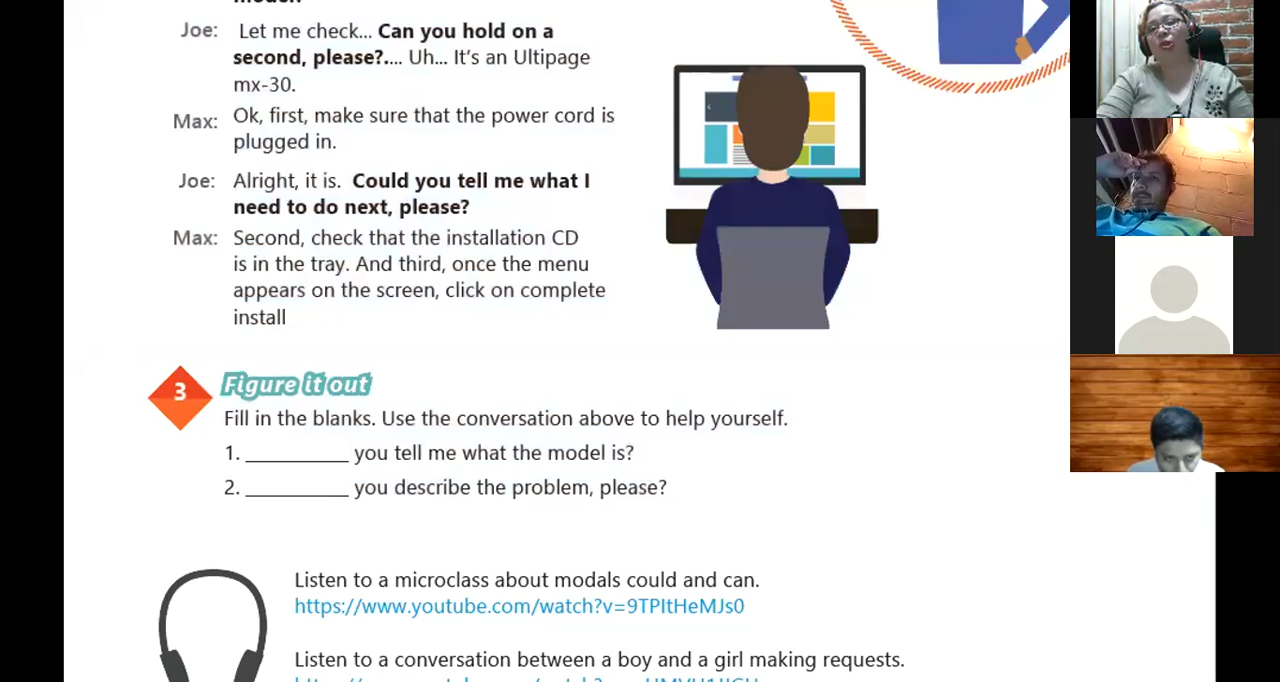 Joe: Let me check... Can you hold on a
second, please?.... Uh... It's an Ultipage
mx-30.
Max: Ok, first, make sure that the power cord is
plugged in.
Joe: Alright, it is. Could you tell me what I
need to do next, please?
Max: Second, check that the installation CD
is in the tray. And third, once the menu
appears on the screen, click on complete
install
3 Figure it out
Fill in the blanks. Use the conversation above to help yourself.
1. __________ you tell me what the model is?
2. __________ you describe the problem, please?
Listen to a microclass about modals could and can.
https://www.youtube.com/watch?v=9TPItHeMJs0
Listen to a conversation between a boy and a girl making requests.